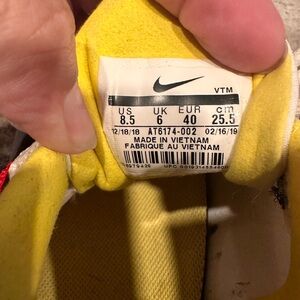 VTM
US UK EUR cm
8.5 6 40 25.5
12/18/18 AT6174-002 02/16/19
MADE IN VIETNAM
FABRIQUE AU VIETNAM
UPC